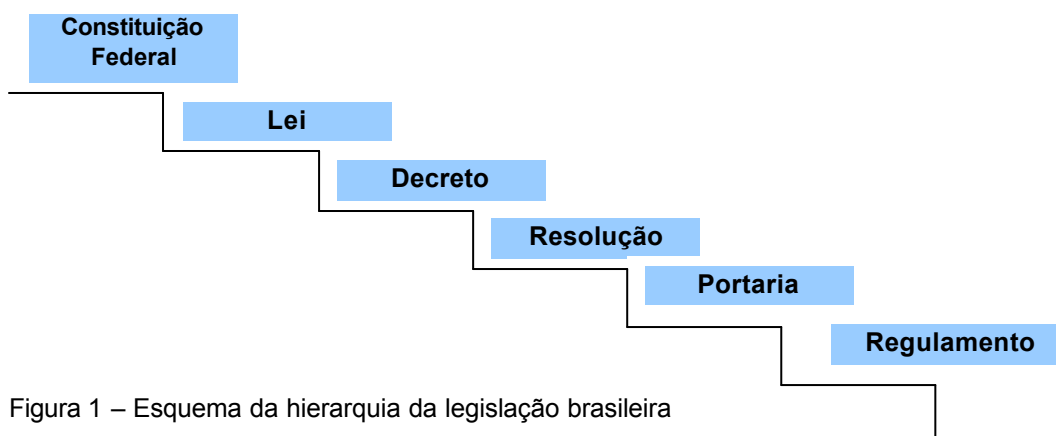 Constituição
Federal
Lei
Decreto
Resolução
Portaria
Regulamento
Figura 1 – Esquema da hierarquia da legislação brasileira